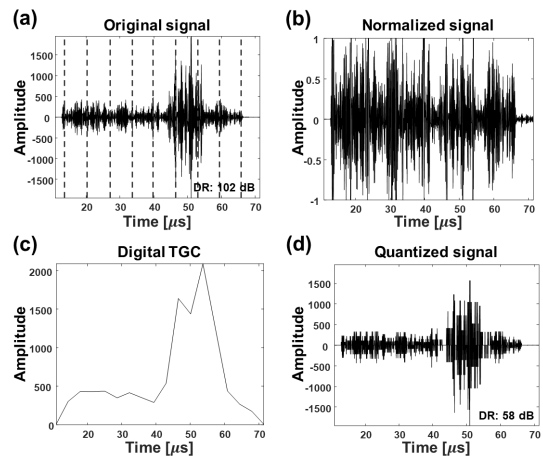 (a)
Original signal
1500
1000
500
0
-500
-1000
-1500
Amplitude
DR: 102 dB
20 30 40 50 60 70
Time [μs]
(b)
Normalized signal
1
0.5
0
-0.5
-1
Amplitude
20 30 40 50 60 70
Time [μs]
(c)
Digital TGC
2000
1500
1000
500
0
Amplitude
20 30 40 50 60 70
Time [μs]
(d)
Quantized signal
1500
1000
500
0
-500
-1000
-1500
Amplitude
DR: 58 dB
20 30 40 50 60 70
Time [μs]